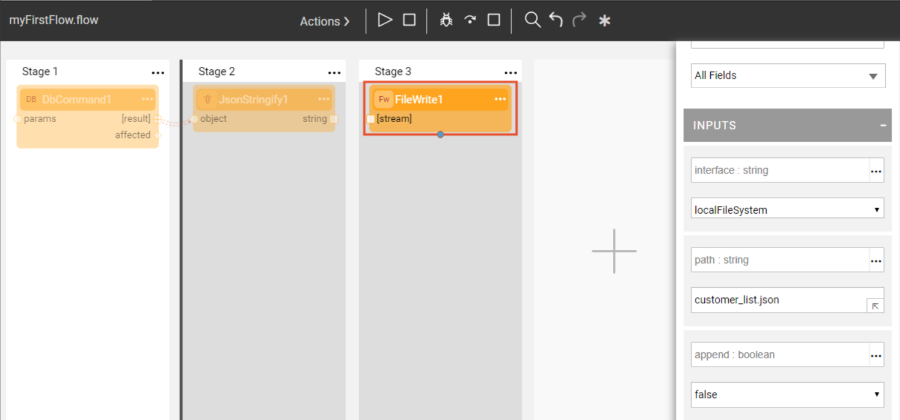 myFirstFlow.flow
Actions
Stage 1
Stage 2
Stage 3
DB DbCommand1
params [result]
affected
{} JsonStringify1
object string
Fw FileWrite1
[stream]
All Fields
INPUTS
interface : string
localFileSystem
path : string
customer_list.json
append : boolean
false